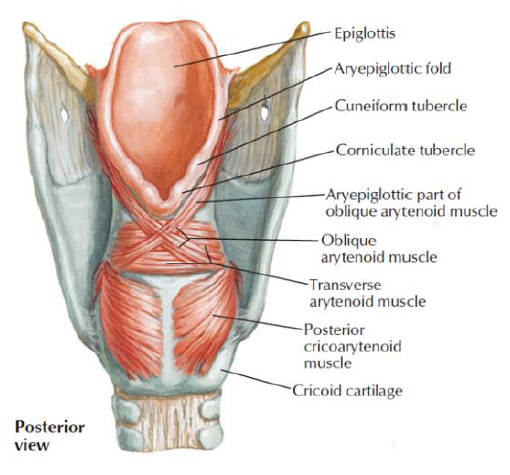 Epiglottis
Aryepiglottic fold
Cuneiform tubercle
Corniculate tubercle
Aryepiglottic part of
oblique arytenoid muscle
Oblique
arytenoid muscle
Transverse
arytenoid muscle
Posterior
cricoarytenoid
muscle
Cricoid cartilage
Posterior
view